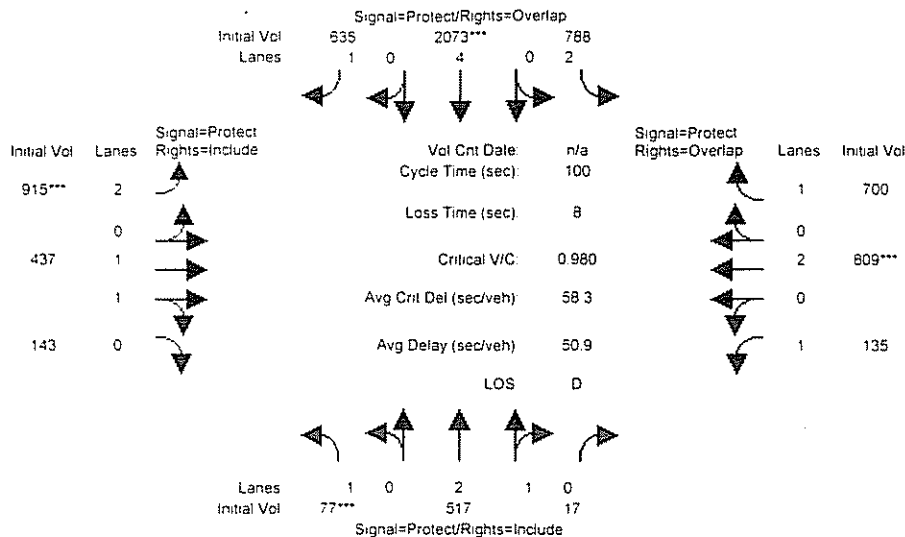 Signal=Protect/Rights=Overlap
Initial Vol 635 2073*** 788
Lanes 1 0 4 0 2
Signal=Protect Signal=Protect
Initial Vol Lanes Rights=Include Vol Cnt Date: n/a Rights=Overlap Lanes Initial Vol
Cycle Time (sec): 100
915*** 2 1 700
Loss Time (sec): 8
0 0
437 1 Critical V/C: 0.980 2 609***
1 Avg Crit Del (sec/veh): 58.3 0
143 0 Avg Delay (sec/veh): 50.9 1 135
LOS D
Lanes 1 0 2 1 0
Initial Vol 77*** 517 17
Signal=Protect/Rights=Include